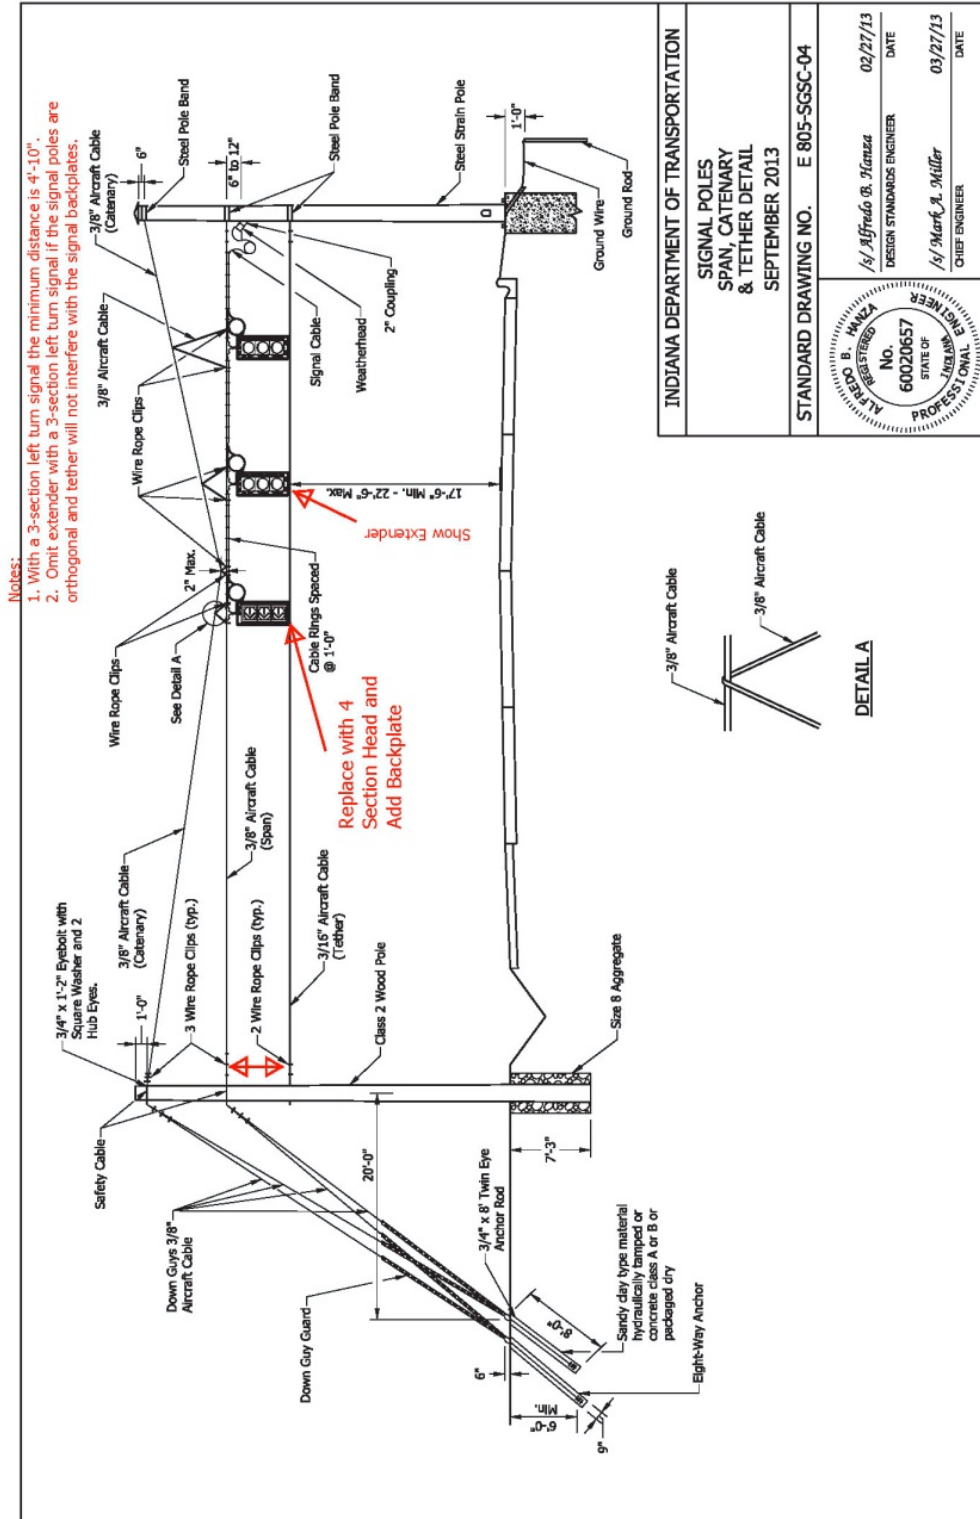 Notes:
1. With a 3-section left turn signal the minimum distance is 4'-10".
2. Omit extender with a 3-section left turn signal if the signal poles are
orthogonal and tether will not interfere with the signal backplates.
3/4" x 1'-2" Eyebolt with
Square Washer and 2
Hub Eyes.
1'-0"
3/8" Aircraft Cable
(Catenary)
3 Wire Rope Clips (typ.)
Safety Cable
Wire Rope Clips
See Detail A
2" Max.
Wire Rope Clips
3/8" Aircraft Cable
3/8" Aircraft Cable
(Catenary)
6"
Steel Pole Band
6" to 12"
Steel Pole Band
Down Guys 3/8"
Aircraft Cable
Down Guy Guard
20'-0"
2 Wire Rope Clips (typ.)
3/8" Aircraft Cable
(Span)
3/16" Aircraft Cable
(Tether)
Class 2 Wood Pole
Replace with 4
Section Head and
Add Backplate
Cable Rings Spaced
@ 1'-0"
Show Extender
17'-6" Min. - 22'-6" Max.
Signal Cable
Weatherhead
2" Coupling
Steel Strain Pole
1'-0"
Ground Wire
Ground Rod
3/4" x 8' Twin Eye
Anchor Rod
6"
8'-0"
6'-0"
Min.
9"
7'-3"
Size 8 Aggregate
Sandy clay type material
hydraulically tamped or
concrete class A or B or
packaged dry
Eight-Way Anchor
3/8" Aircraft Cable
3/8" Aircraft Cable
DETAIL A
INDIANA DEPARTMENT OF TRANSPORTATION
SIGNAL POLES
SPAN, CATENARY
& TETHER DETAIL
SEPTEMBER 2013
STANDARD DRAWING NO. E 805-SGSC-04
ALFREDO B. HANZA
REGISTERED
No.
60020657
STATE OF
INDIANA
PROFESSIONAL ENGINEER
/s/ Alfredo B. Hanza 02/27/13
DESIGN STANDARDS ENGINEER DATE
/s/ Mark A. Miller 03/27/13
CHIEF ENGINEER DATE